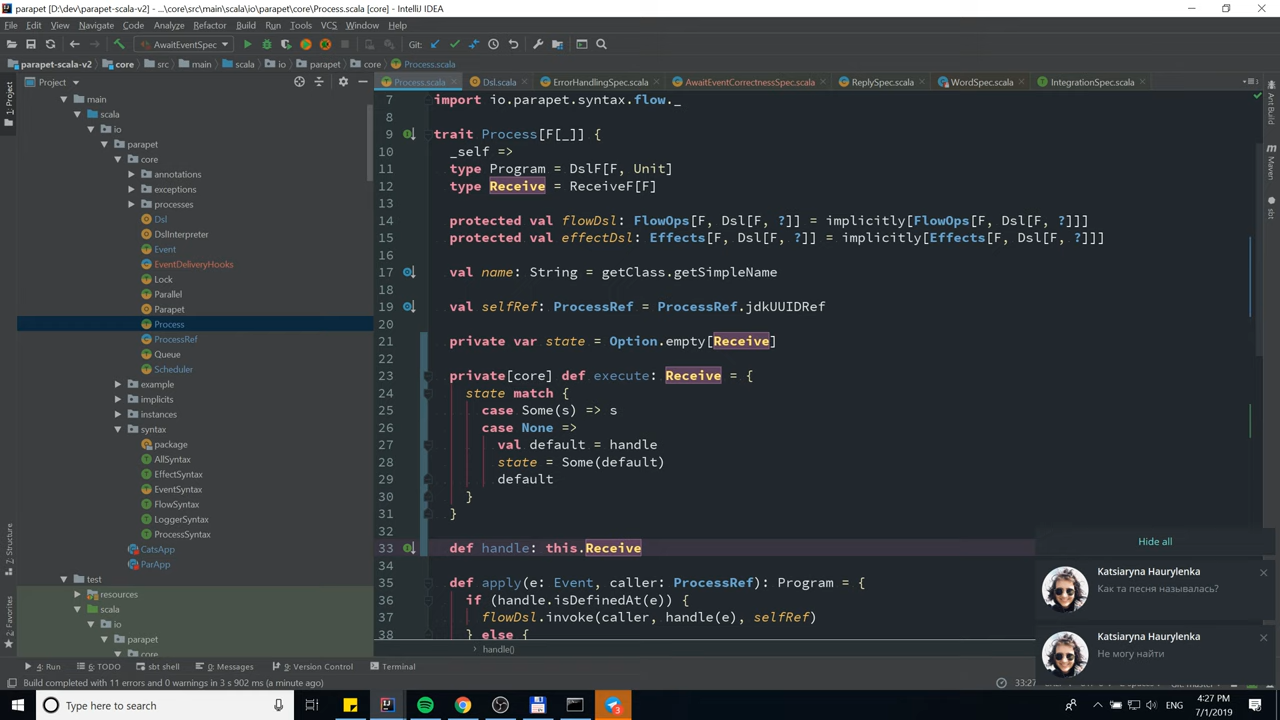 parapet [D:\dev\parapet-scala-v2] - ...\core\src\main\scala\io\parapet\core\Process.scala [core] - IntelliJ IDEA
File Edit View Navigate Code Analyze Refactor Build Run Tools VCS Window Help
AwaitEventSpec Git:
parapet-scala-v2 core src main scala io parapet core Process.scala
Project Process.scala Dsl.scala ErrorHandlingSpec.scala AwaitEventCorrectnessSpec.scala ReplySpec.scala WordSpec.scala IntegrationSpec.scala
1: Project
7: Structure
2: Favorites
main
scala
io
parapet
core
annotations
exceptions
processes
Dsl
DslInterpreter
Event
EventDeliveryHooks
Lock
Parallel
Parapet
Process
ProcessRef
Queue
Scheduler
example
implicits
instances
syntax
package
AllSyntax
EffectSyntax
EventSyntax
FlowSyntax
LoggerSyntax
ProcessSyntax
CatsApp
ParApp
test
resources
scala
io
parapet
core
7 import io.parapet.syntax.flow._
8
9 trait Process[F[_]] {
10 _self =>
11 type Program = DslF[F, Unit]
12 type Receive = ReceiveF[F]
13
14 protected val flowDsl: FlowOps[F, Dsl[F, ?]] = implicitly[FlowOps[F, Dsl[F, ?]]]
15 protected val effectDsl: Effects[F, Dsl[F, ?]] = implicitly[Effects[F, Dsl[F, ?]]]
16
17 val name: String = getClass.getSimpleName
18
19 val selfRef: ProcessRef = ProcessRef.jdkUUIDRef
20
21 private var state = Option.empty[Receive]
22
23 private[core] def execute: Receive = {
24 state match {
25 case Some(s) => s
26 case None =>
27 val default = handle
28 state = Some(default)
29 default
30 }
31 }
32
33 def handle: this.Receive
34
35 def apply(e: Event, caller: ProcessRef): Program = {
36 if (handle.isDefinedAt(e)) {
37 flowDsl.invoke(caller, handle(e), selfRef)
38 } else {
handle()
Ant Build
Maven
sbt
Hide all
Katsiaryna Haurylenka
Как та песня называлась?
Katsiaryna Haurylenka
Не могу найти
4: Run 6: TODO sbt shell 0: Messages 9: Version Control Terminal
Build completed with 11 errors and 0 warnings in 3 s 902 ms (a minute ago) 33:27
Type here to search
ENG
4:27 PM
7/1/2019